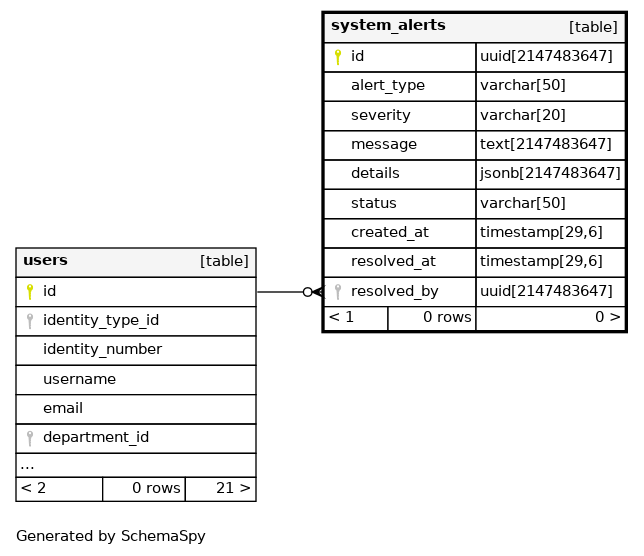 system_alerts [table]
id uuid[2147483647]
alert_type varchar[50]
severity varchar[20]
message text[2147483647]
details jsonb[2147483647]
status varchar[50]
created_at timestamp[29,6]
resolved_at timestamp[29,6]
resolved_by uuid[2147483647]
< 1 0 rows 0 >
users [table]
id
identity_type_id
identity_number
username
email
department_id
...
< 2 0 rows 21 >
Generated by SchemaSpy